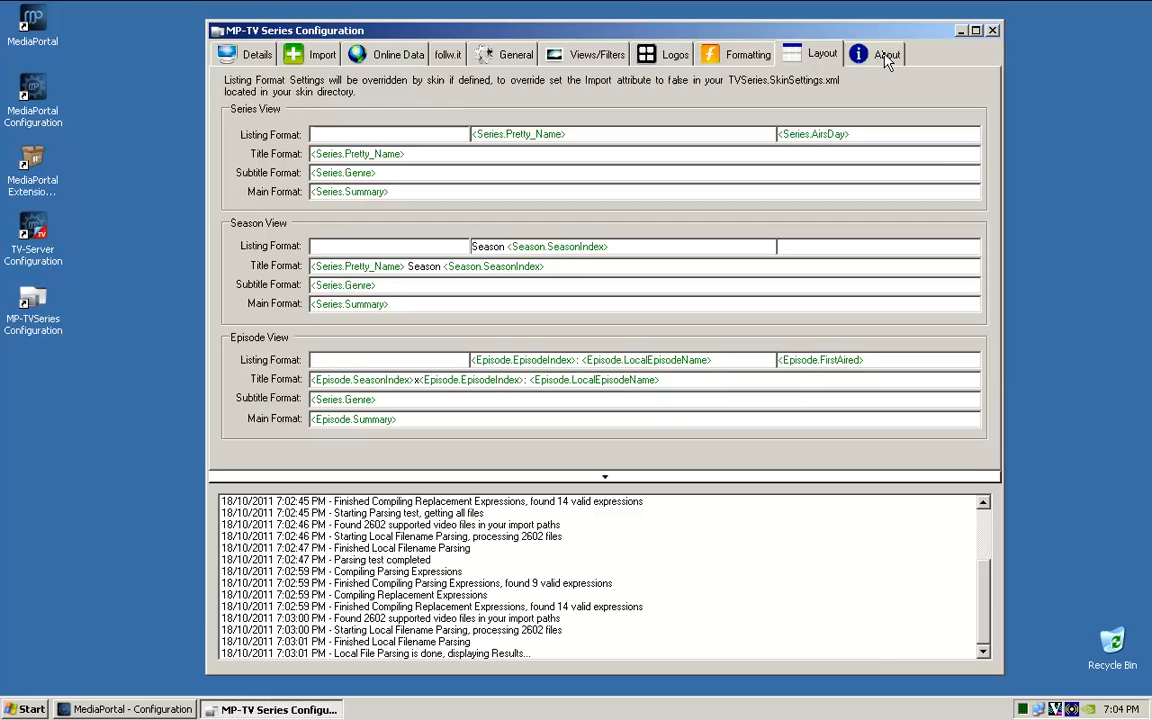 MediaPortal
MediaPortal
Configuration
MediaPortal
Extensio...
TV-Server
Configuration
MP-TVSeries
Configuration
MP-TV Series Configuration
Details Import Online Data follw.it General Views/Filters Logos Formatting Layout About
Listing Format Settings will be overridden by skin if defined, to override set the Import attribute to false in your TVSeries.SkinSettings.xml
located in your skin directory.
Series View
Listing Format: <Series.Pretty_Name> <Series.AirsDay>
Title Format: <Series.Pretty_Name>
Subtitle Format: <Series.Genre>
Main Format: <Series.Summary>
Season View
Listing Format: Season <Season.SeasonIndex>
Title Format: <Series.Pretty_Name> Season <Season.SeasonIndex>
Subtitle Format: <Series.Genre>
Main Format: <Series.Summary>
Episode View
Listing Format: <Episode.EpisodeIndex>: <Episode.LocalEpisodeName> <Episode.FirstAired>
Title Format: <Episode.SeasonIndex>x<Episode.EpisodeIndex>: <Episode.LocalEpisodeName>
Subtitle Format: <Series.Genre>
Main Format: <Episode.Summary>
18/10/2011 7:02:45 PM - Finished Compiling Replacement Expressions, found 14 valid expressions
18/10/2011 7:02:45 PM - Starting Parsing test, getting all files
18/10/2011 7:02:46 PM - Found 2602 supported video files in your import paths
18/10/2011 7:02:46 PM - Starting Local Filename Parsing, processing 2602 files
18/10/2011 7:02:47 PM - Finished Local Filename Parsing
18/10/2011 7:02:47 PM - Parsing test completed
18/10/2011 7:02:59 PM - Compiling Parsing Expressions
18/10/2011 7:02:59 PM - Finished Compiling Parsing Expressions, found 9 valid expressions
18/10/2011 7:02:59 PM - Compiling Replacement Expressions
18/10/2011 7:02:59 PM - Finished Compiling Replacement Expressions, found 14 valid expressions
18/10/2011 7:03:00 PM - Found 2602 supported video files in your import paths
18/10/2011 7:03:00 PM - Starting Local Filename Parsing, processing 2602 files
18/10/2011 7:03:01 PM - Finished Local Filename Parsing
18/10/2011 7:03:01 PM - Local File Parsing is done, displaying Results...
Recycle Bin
Start MediaPortal - Configuration MP-TV Series Configu... 7:04 PM